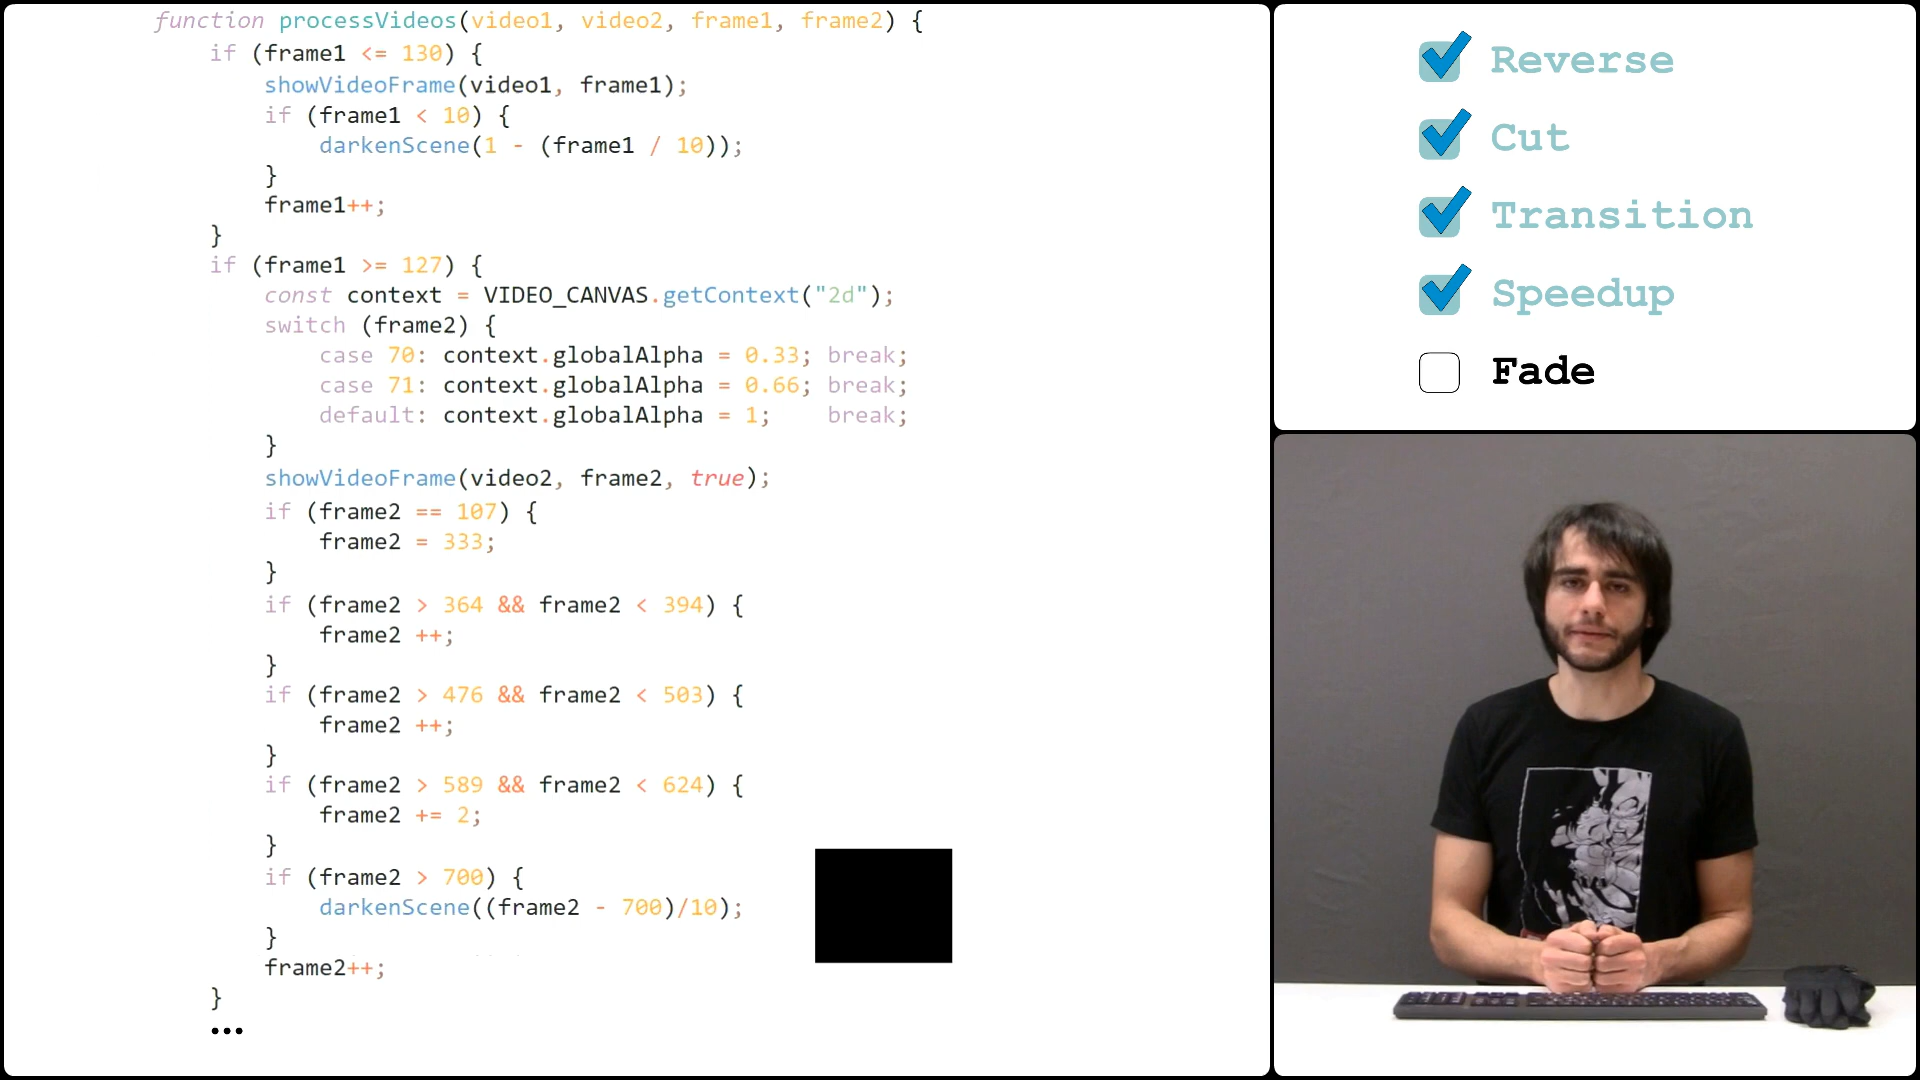 function processVideos(video1, video2, frame1, frame2) {
if (frame1 <= 130) {
showVideoFrame(video1, frame1);
if (frame1 < 10) {
darkenScene(1 - (frame1 / 10));
}
frame1++;
}
if (frame1 >= 127) {
const context = VIDEO_CANVAS.getContext("2d");
switch (frame2) {
case 70: context.globalAlpha = 0.33; break;
case 71: context.globalAlpha = 0.66; break;
default: context.globalAlpha = 1; break;
}
showVideoFrame(video2, frame2, true);
if (frame2 == 107) {
frame2 = 333;
}
if (frame2 > 364 && frame2 < 394) {
frame2 ++;
}
if (frame2 > 476 && frame2 < 503) {
frame2 ++;
}
if (frame2 > 589 && frame2 < 624) {
frame2 += 2;
}
if (frame2 > 700) {
darkenScene((frame2 - 700)/10);
}
frame2++;
}
...
Reverse
Cut
Transition
Speedup
Fade